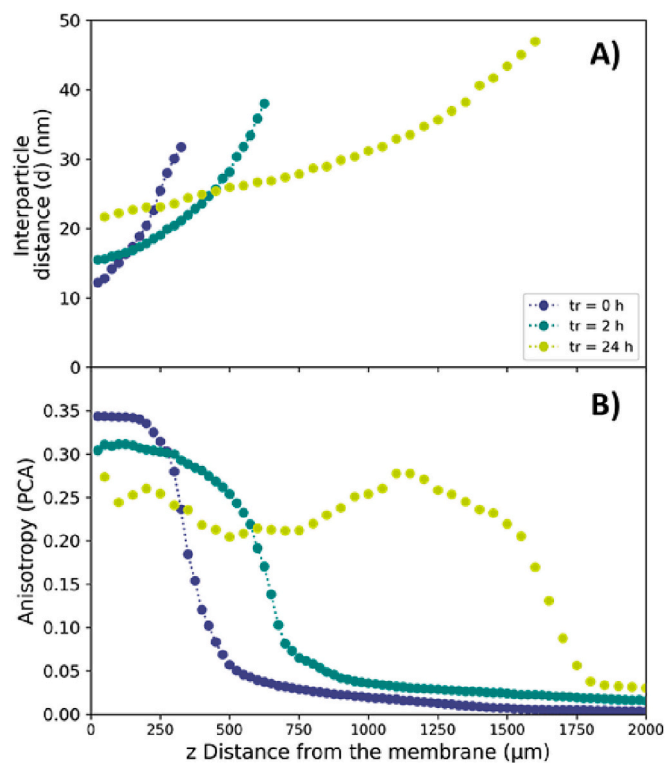 50
A)
40
Interparticle
distance (d) (nm)
30
20
10
tr = 0 h
tr = 2 h
tr = 24 h
0
B)
0.35
0.30
0.25
Anisotropy (PCA)
0.20
0.15
0.10
0.05
0.00
0 250 500 750 1000 1250 1500 1750 2000
z Distance from the membrane (μm)